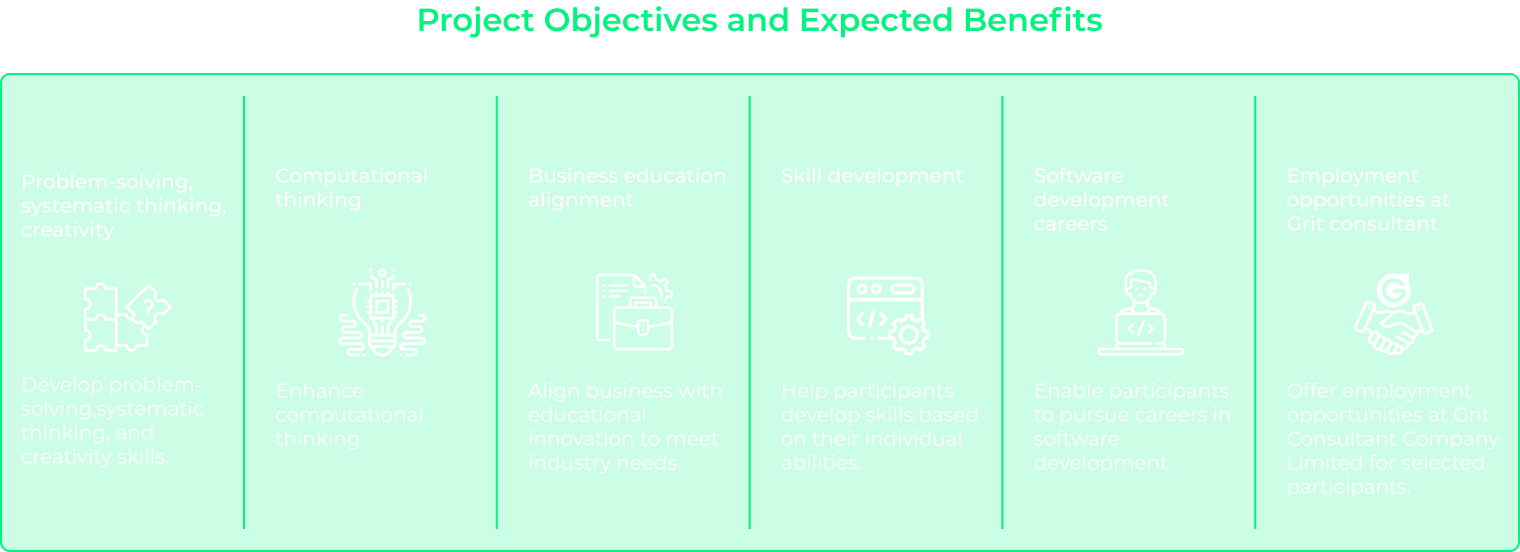 Project Objectives and Expected Benefits
Problem-solving,
systematic thinking,
creativity
Develop problem-
solving,systematic
thinking, and
creativity skills.
Computational
thinking
Enhance
computational
thinking.
Business education
alignment
Align business with
educational
innovation to meet
industry needs.
Skill development
Help participants
develop skills based
on their individual
abilities.
Software
development
careers
Enable participants
to pursue careers in
software
development.
Employment
opportunities at
Grit consultant
Offer employment
opportunities at Grit
Consultant Company
Limited for selected
participants.